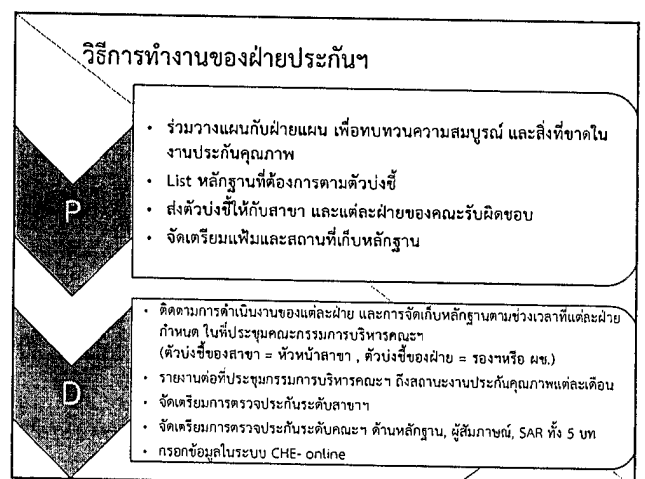 วิธีการทำงานของฝ่ายประกันฯ
P
• ร่วมวางแผนกับฝ่ายแผน เพื่อทบทวนความสมบูรณ์ และสิ่งที่ขาดใน
งานประกันคุณภาพ
• List หลักฐานที่ต้องการตามตัวบ่งชี้
• ส่งตัวบ่งชี้ให้กับสาขา และแต่ละฝ่ายของคณะรับผิดชอบ
• จัดเตรียมแฟ้มและสถานที่เก็บหลักฐาน
D
• ติดตามการดำเนินงานของแต่ละฝ่าย และการจัดเก็บหลักฐานตามช่วงเวลาที่แต่ละฝ่าย
กำหนด ในที่ประชุมคณะกรรมการบริหารคณะฯ
(ตัวบ่งชี้ของสาขา = หัวหน้าสาขา , ตัวบ่งชี้ของฝ่าย = รองฯหรือ ผช.)
• รายงานต่อที่ประชุมกรรมการบริหารคณะฯ ถึงสถานะงานประกันคุณภาพแต่ละเดือน
• จัดเตรียมการตรวจประกันระดับสาขาฯ
• จัดเตรียมการตรวจประกันระดับคณะฯ ด้านหลักฐาน, ผู้สัมภาษณ์, SAR ทั้ง 5 บท
• กรอกข้อมูลในระบบ CHE- online